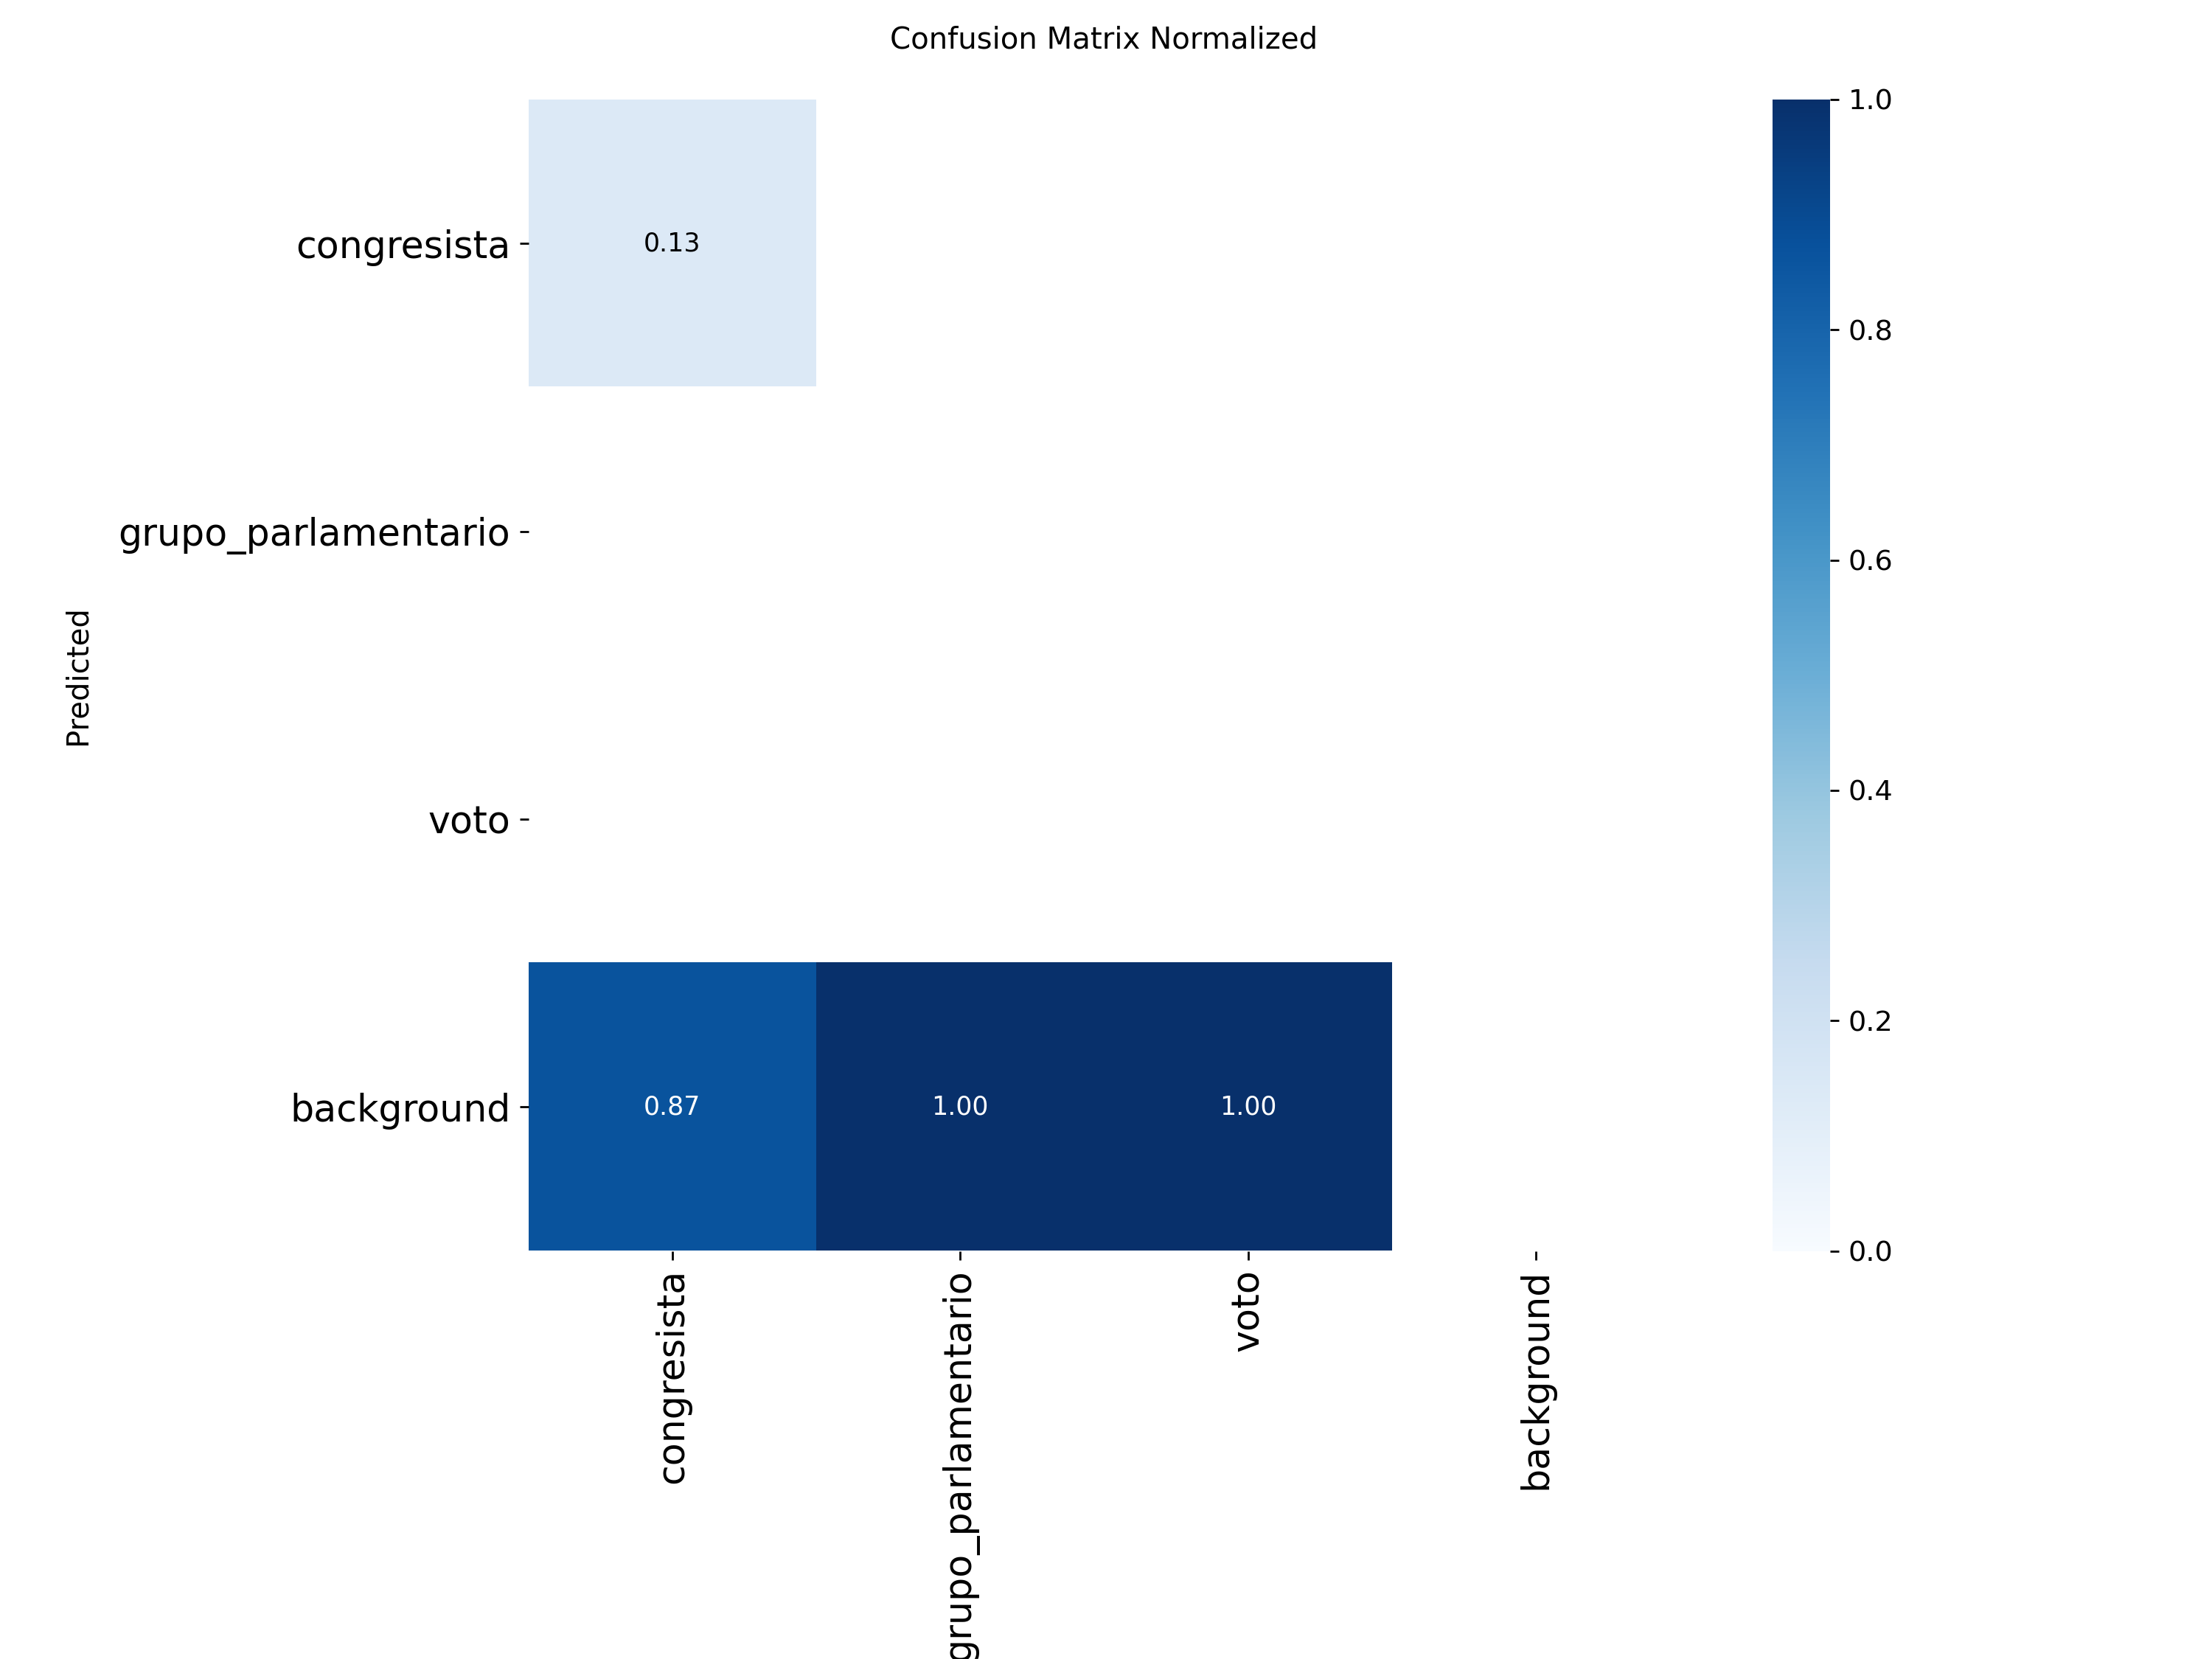 Confusion Matrix Normalized
1.0
congresista
0.13
0.8
grupo_parlamentario
0.6
Predicted
0.4
voto
0.2
background
0.87
1.00
1.00
0.0
congresista
grupo_parlamentario
voto
background